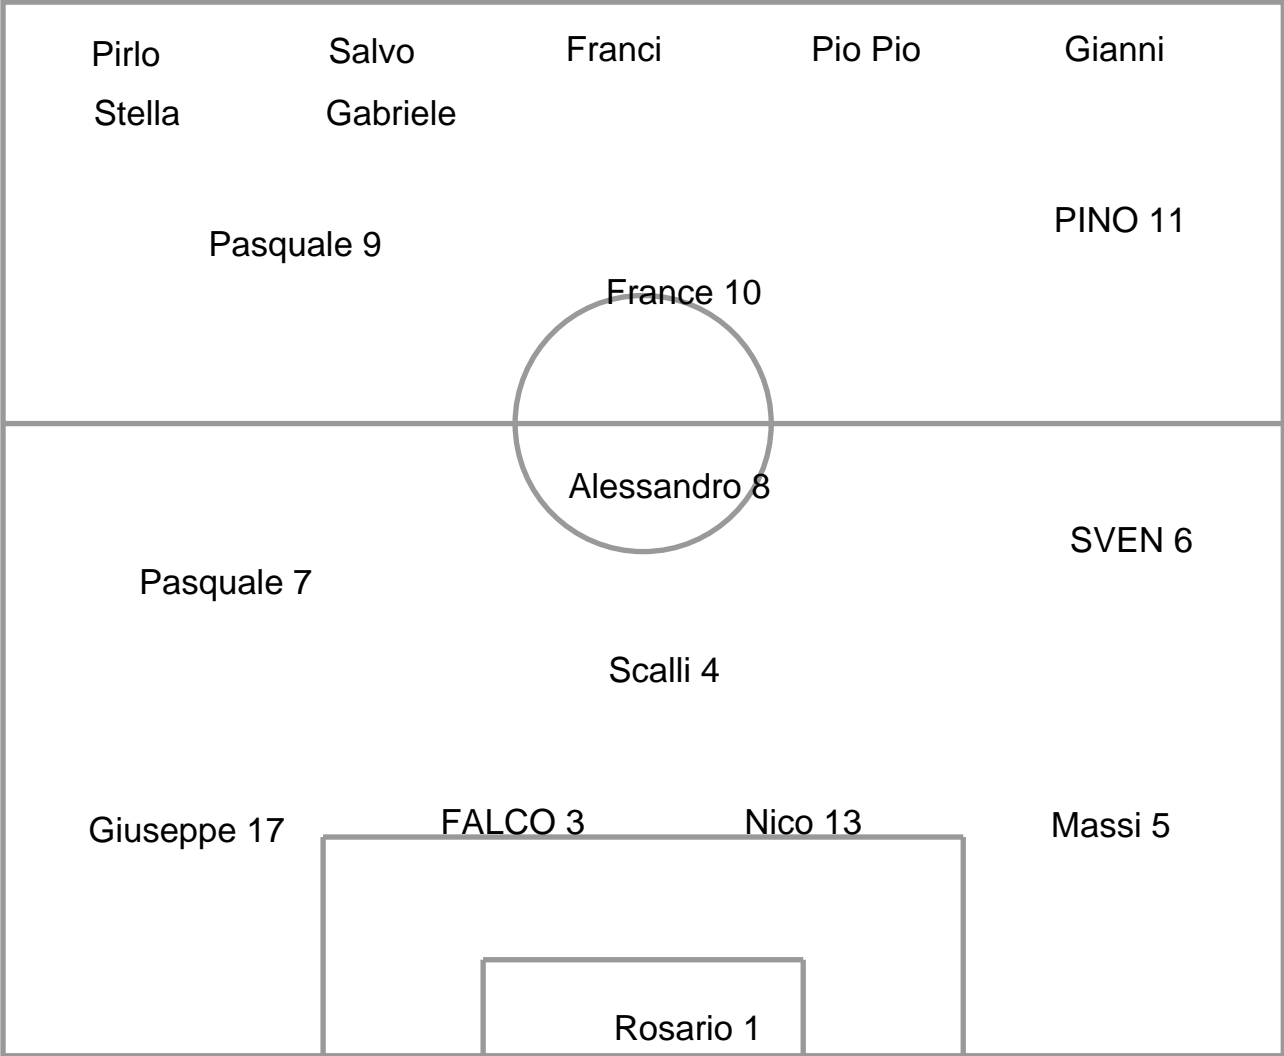 Pirlo Salvo Franci Pio Pio Gianni
Stella Gabriele
PINO 11
Pasquale 9
France 10
Alessandro 8
SVEN 6
Pasquale 7
Scalli 4
Giuseppe 17 FALCO 3 Nico 13 Massi 5
Rosario 1